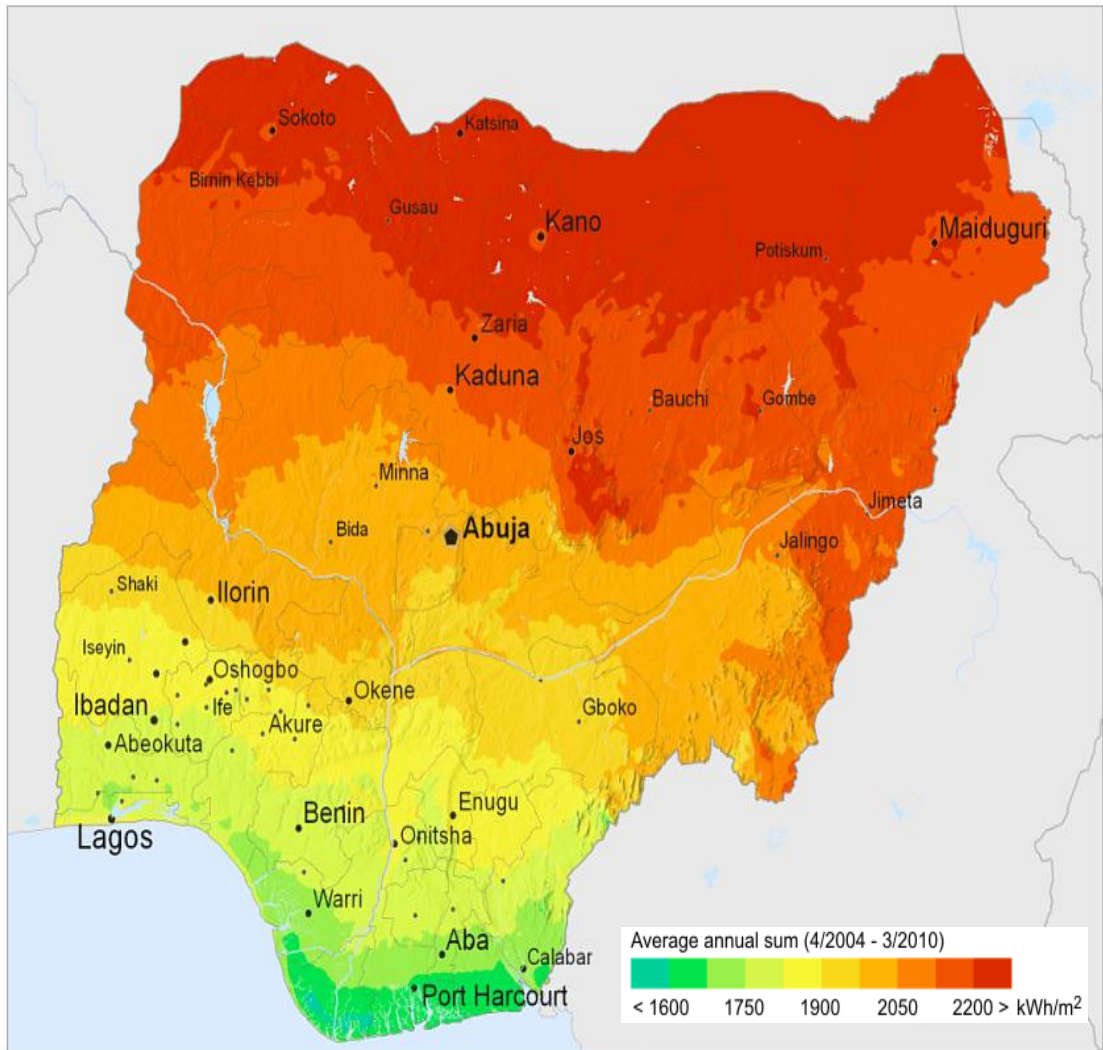 Sokoto
Katsina
Birnin Kebbi
Gusau
Kano
Maiduguri
Potiskum
Zaria
Kaduna
Bauchi
Gombe
Jos
Minna
Jimeta
Bida
Abuja
Jalingo
Shaki
Ilorin
Iseyin
Oshogbo
Okene
Ibadan
Ife
Gboko
Akure
Abeokuta
Enugu
Benin
Onitsha
Lagos
Warri
Aba
Calabar
Port Harcourt
Average annual sum (4/2004 - 3/2010)
< 1600 1750 1900 2050 2200 > kWh/m²